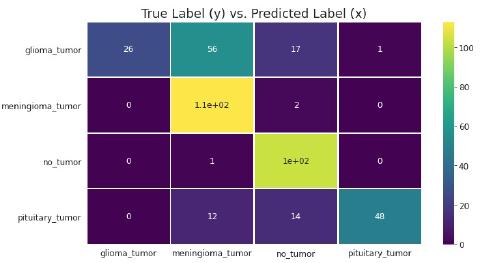 True Label (y) vs. Predicted Label (x)
glioma_tumor 26 56 17 1
meningioma_tumor 0 1.1e+02 2 0
no_tumor 0 1 1e+02 0
pituitary_tumor 0 12 14 48
glioma_tumor meningioma_tumor no_tumor pituitary_tumor
100
80
60
40
20
0